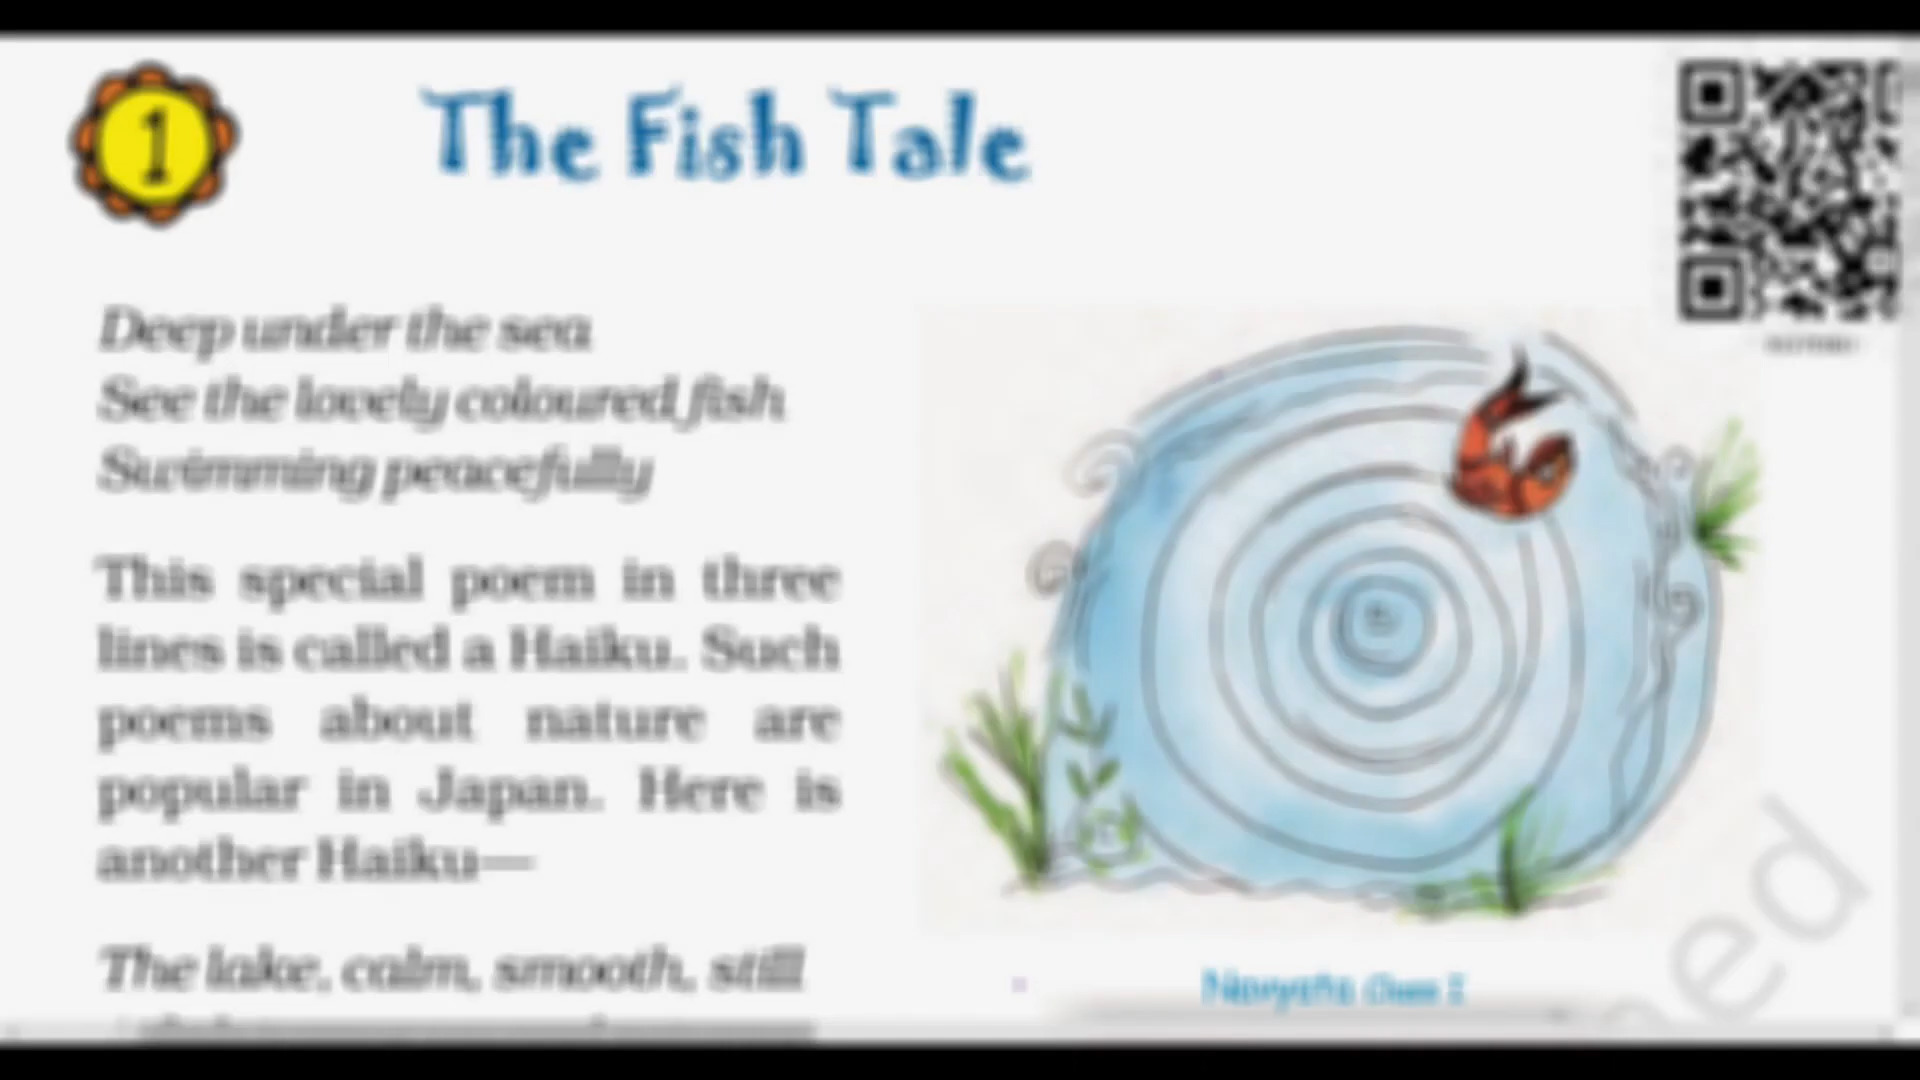 1
The Fish Tale
Deep under the sea
See the lovely coloured fish
Swimming peacefully
This special poem in three
lines is called a Haiku. Such
poems about nature are
popular in Japan. Here is
another Haiku—
The lake, calm, smooth, still
ed